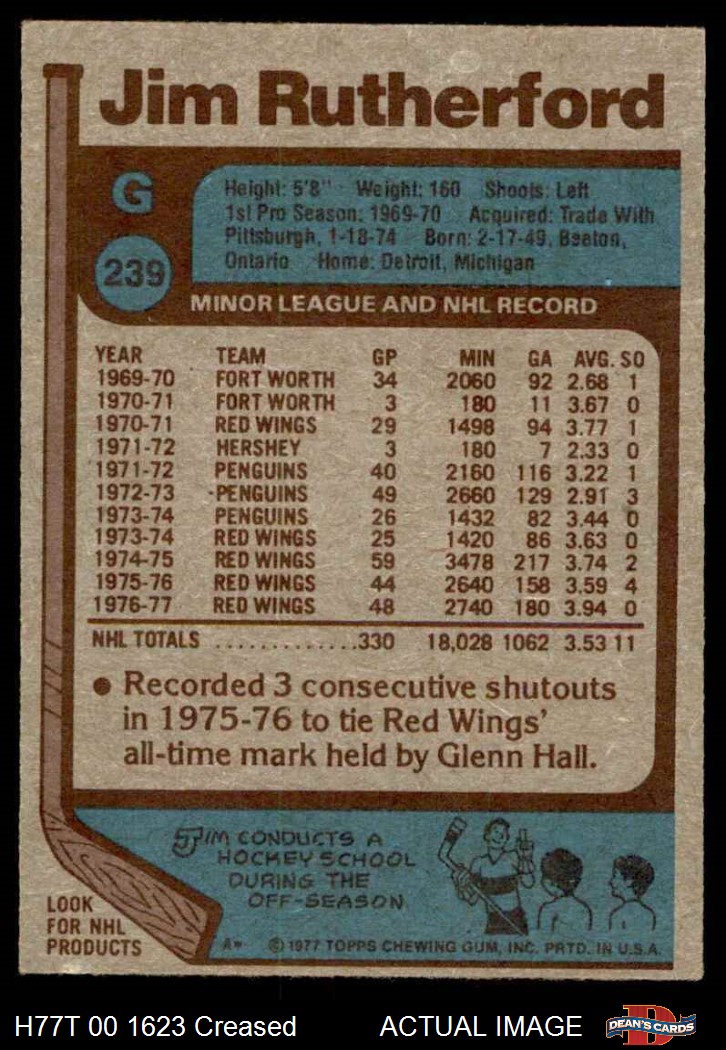 Jim Rutherford
G
239
Height: 5'8" Weight: 160 Shoots: Left
1st Pro Season: 1969-70 Acquired: Trade With
Pittsburgh, 1-18-74 Born: 2-17-49, Beeton,
Ontario Home: Detroit, Michigan
MINOR LEAGUE AND NHL RECORD
YEAR TEAM GP MIN GA AVG. SO
1969-70 FORT WORTH 34 2060 92 2.68 1
1970-71 FORT WORTH 3 180 11 3.67 0
1970-71 RED WINGS 29 1498 94 3.77 1
1971-72 HERSHEY 3 180 7 2.33 0
1971-72 PENGUINS 40 2160 116 3.22 1
1972-73 PENGUINS 49 2660 129 2.91 3
1973-74 PENGUINS 26 1432 82 3.44 0
1973-74 RED WINGS 25 1420 86 3.63 0
1974-75 RED WINGS 59 3478 217 3.74 2
1975-76 RED WINGS 44 2640 158 3.59 4
1976-77 RED WINGS 48 2740 180 3.94 0
NHL TOTALS .............330 18,028 1062 3.53 11
● Recorded 3 consecutive shutouts
in 1975-76 to tie Red Wings'
all-time mark held by Glenn Hall.
JIM CONDUCTS A
HOCKEY SCHOOL
DURING THE
OFF-SEASON
LOOK
FOR NHL
PRODUCTS
A* © 1977 TOPPS CHEWING GUM, INC. PRTD. IN U.S.A.
H77T 00 1623 Creased ACTUAL IMAGE
D
DEAN'S CARDS